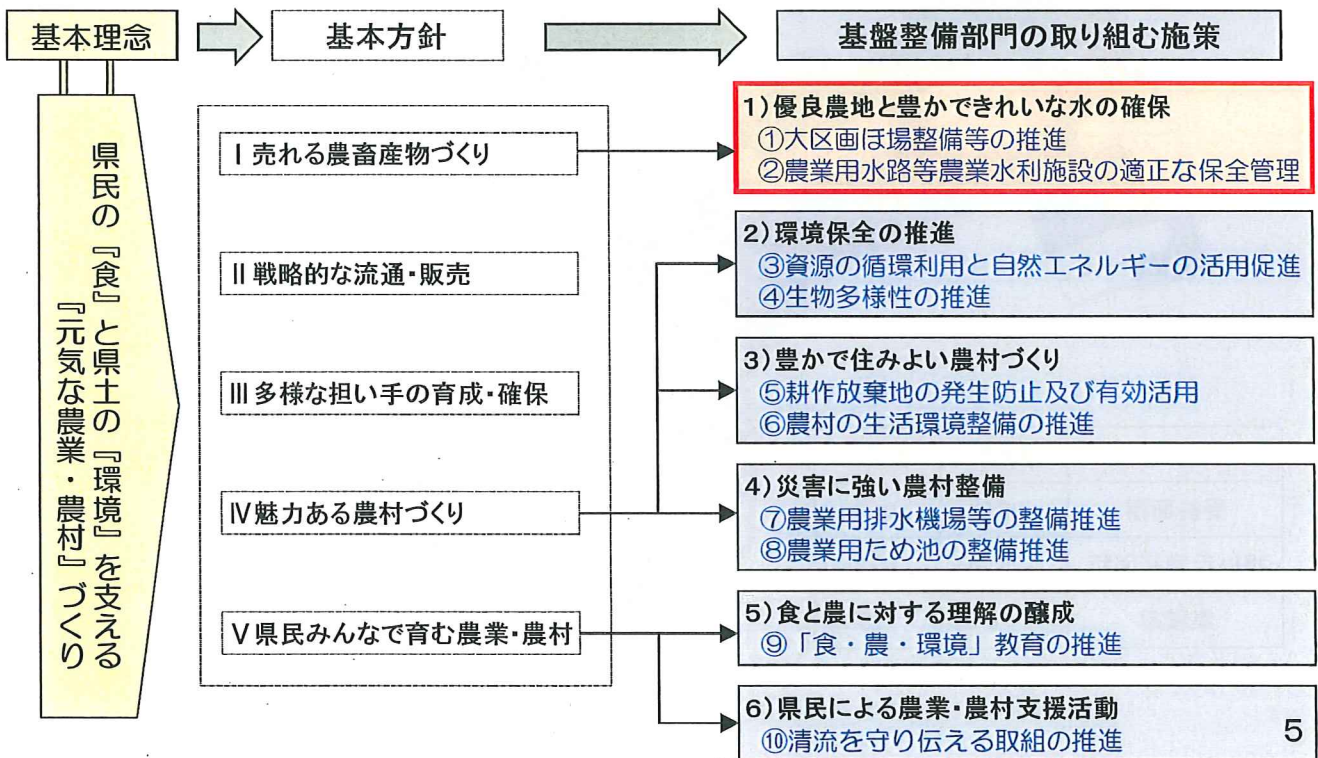 基本理念
基本方針
基盤整備部門の取り組む施策
県民の『食』と県土の『環境』を支える
『元気な農業・農村』づくり
Ⅰ売れる農畜産物づくり
Ⅱ戦略的な流通・販売
Ⅲ多様な担い手の育成・確保
Ⅳ魅力ある農村づくり
Ⅴ県民みんなで育む農業・農村
1)優良農地と豊かできれいな水の確保
①大区画ほ場整備等の推進
②農業用水路等農業水利施設の適正な保全管理
2)環境保全の推進
③資源の循環利用と自然エネルギーの活用促進
④生物多様性の推進
3)豊かで住みよい農村づくり
⑤耕作放棄地の発生防止及び有効活用
⑥農村の生活環境整備の推進
4)災害に強い農村整備
⑦農業用排水機場等の整備推進
⑧農業用ため池の整備推進
5)食と農に対する理解の醸成
⑨「食・農・環境」教育の推進
6)県民による農業・農村支援活動
⑩清流を守り伝える取組の推進
5